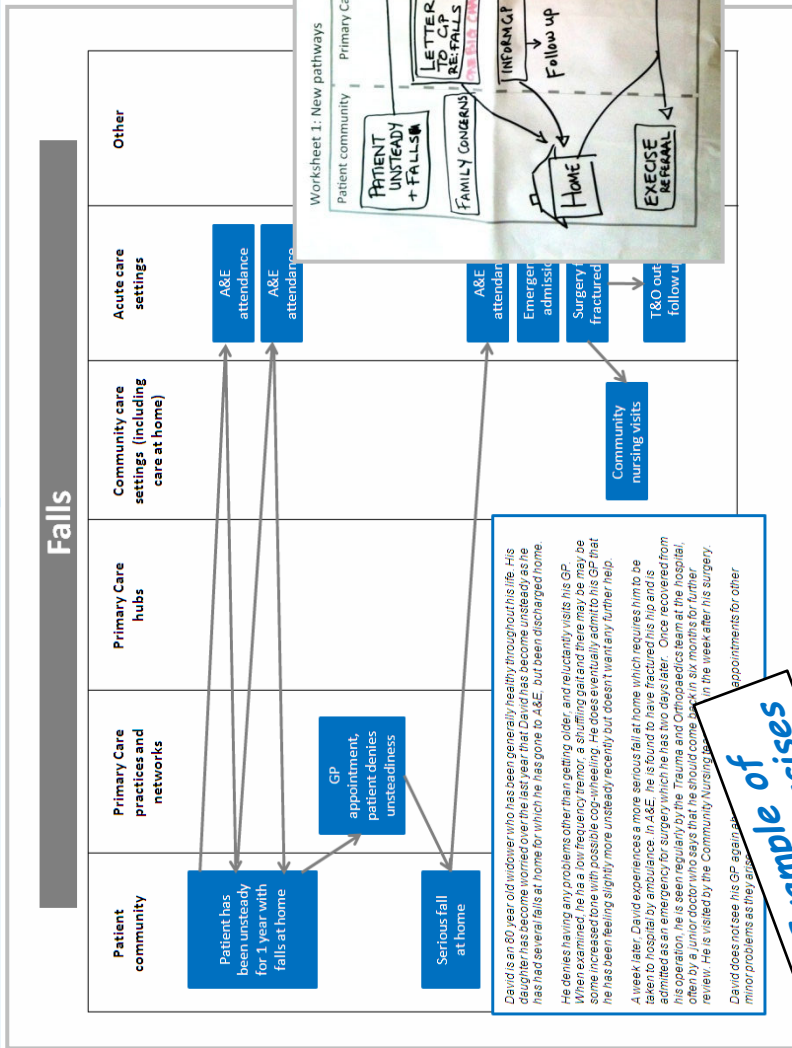 Falls
Patient
community
Primary Care
practices and
networks
Primary Care
hubs
Community care
settings (including
care at home)
Acute care
settings
Other
Patient has
been unsteady
for 1 year with
falls at home
A&E
attendance
A&E
attendance
GP
appointment,
patient denies
unsteadiness
Serious fall
at home
A&E
attendan
Emergen
admissio
Surgery
fractured
T&O out
follow u
Community
nursing visits
David is an 80 year old widower who has been generally healthy throughout his life. His
daughter has become worried over the last year that David has become unsteady as he
has had several falls at home for which he has gone to A&E, but been discharged home.
He denies having any problems other than getting older, and reluctantly visits his GP.
When examined, he has a low frequency tremor, a shuffling gait and there may be may be
some increased tone with possible cog-wheeling. He does eventually admit to his GP that
he has been feeling slightly more unsteady recently but doesn't want any further help.
A week later, David experiences a more serious fall at home which requires him to be
taken to hospital by ambulance. In A&E, he is found to have fractured his hip and is
admitted as an emergency for surgery which he has two days later. Once recovered from
his operation, he is seen regularly by the Trauma and Orthopaedics team at the hospital,
often by a junior doctor who says that he should come back in six months for further
review. He is visited by the Community Nursing in the week after his surgery.
David does not see his GP again appointments for other
minor problems as they arise
Worksheet 1: New pathways
Patient community
Primary Ca
PATIENT
UNSTEADY
+ FALLS
FAMILY CONCERNS
LETTER
TO GP
RE: FALLS
ONE BIG
INFORM GP
Follow up
HOME
EXECISE
REFERAAL
of